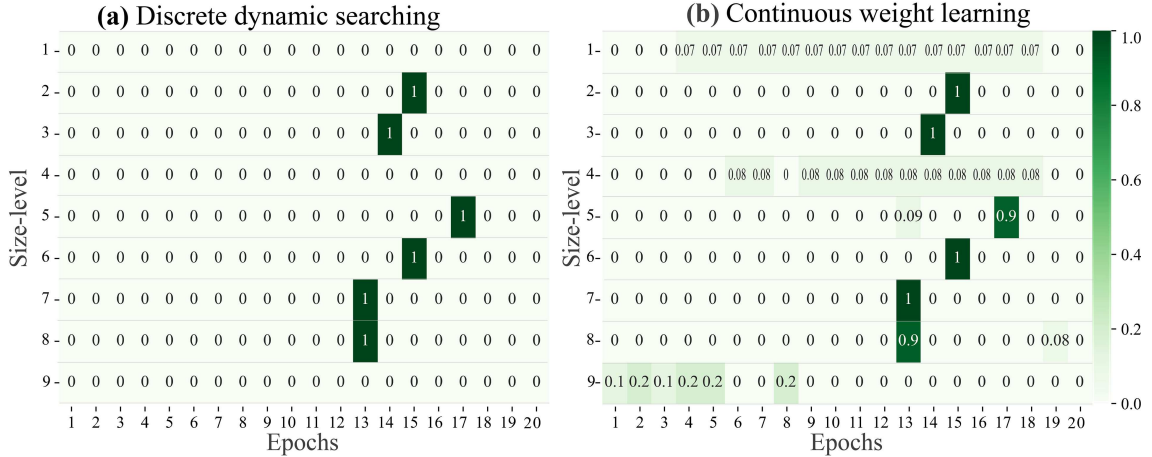 (a) Discrete dynamic searching
Size-level
1 0 0 0 0 0 0 0 0 0 0 0 0 0 0 0 0 0 0 0 0
2 0 0 0 0 0 0 0 0 0 0 0 0 0 0 1 0 0 0 0 0
3 0 0 0 0 0 0 0 0 0 0 0 0 0 1 0 0 0 0 0 0
4 0 0 0 0 0 0 0 0 0 0 0 0 0 0 0 0 0 0 0 0
5 0 0 0 0 0 0 0 0 0 0 0 0 0 0 0 0 1 0 0 0
6 0 0 0 0 0 0 0 0 0 0 0 0 0 0 1 0 0 0 0 0
7 0 0 0 0 0 0 0 0 0 0 0 0 1 0 0 0 0 0 0 0
8 0 0 0 0 0 0 0 0 0 0 0 0 1 0 0 0 0 0 0 0
9 0 0 0 0 0 0 0 0 0 0 0 0 0 0 0 0 0 0 0 0
1 2 3 4 5 6 7 8 9 10 11 12 13 14 15 16 17 18 19 20
Epochs
(b) Continuous weight learning
Size-level
1 0 0 0 0.07 0.07 0.07 0.07 0.07 0.07 0.07 0.07 0.07 0.07 0.07 0.07 0.07 0.07 0.07 0 0
2 0 0 0 0 0 0 0 0 0 0 0 0 0 0 1 0 0 0 0 0
3 0 0 0 0 0 0 0 0 0 0 0 0 0 1 0 0 0 0 0 0
4 0 0 0 0 0 0.08 0.08 0 0.08 0.08 0.08 0.08 0.08 0.08 0.08 0.08 0.08 0.08 0 0
5 0 0 0 0 0 0 0 0 0 0 0 0 0.09 0 0 0 0.9 0 0 0
6 0 0 0 0 0 0 0 0 0 0 0 0 0 0 1 0 0 0 0 0
7 0 0 0 0 0 0 0 0 0 0 0 0 1 0 0 0 0 0 0 0
8 0 0 0 0 0 0 0 0 0 0 0 0 0.9 0 0 0 0 0 0.08 0
9 0.1 0.2 0.1 0.2 0.2 0 0 0.2 0 0 0 0 0 0 0 0 0 0 0 0
1 2 3 4 5 6 7 8 9 10 11 12 13 14 15 16 17 18 19 20
Epochs
1.0
0.8
0.6
0.4
0.2
0.0